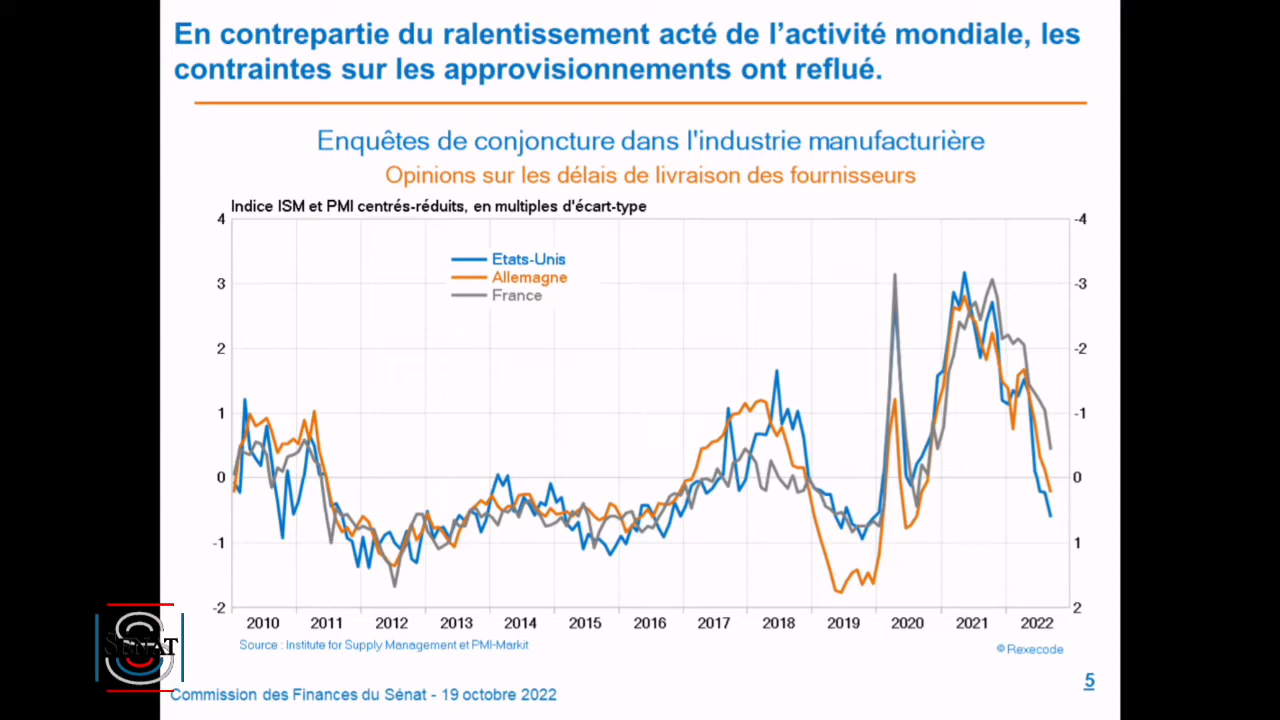 En contrepartie du ralentissement acté de l’activité mondiale, les
contraintes sur les approvisionnements ont reflué.
Enquêtes de conjoncture dans l'industrie manufacturière
Opinions sur les délais de livraison des fournisseurs
Indice ISM et PMI centrés-réduits, en multiples d'écart-type
4 -4
Etats-Unis
Allemagne
3 -3
France
2 -2
1 -1
0 0
-1 1
-2 2
2010 2011 2012 2013 2014 2015 2016 2017 2018 2019 2020 2021 2022
Source : Institute for Supply Management et PMI-Markit
© Rexecode
SÉNAT
5
Commission des Finances du Sénat - 19 octobre 2022